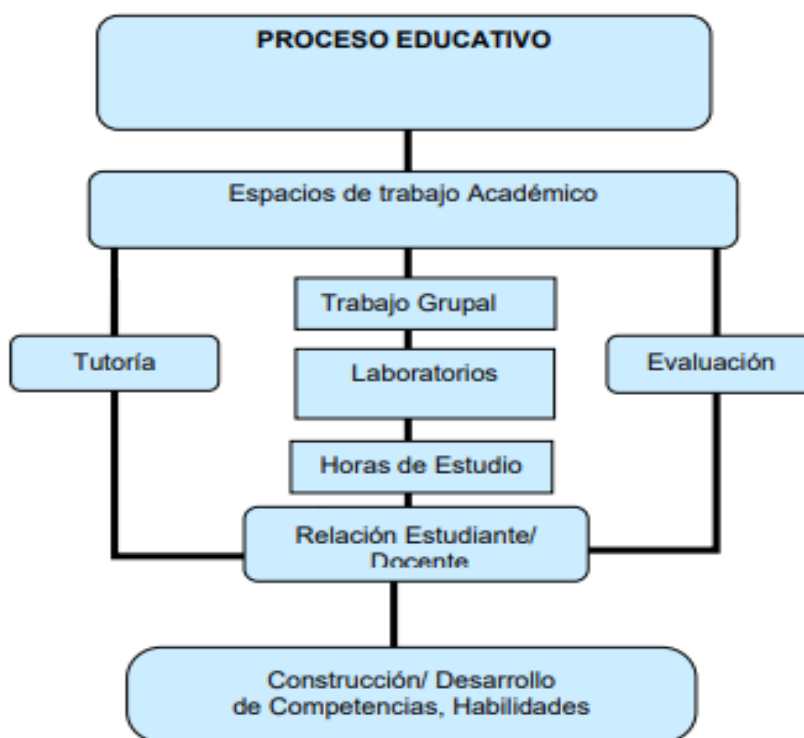 PROCESO EDUCATIVO
Espacios de trabajo Académico
Trabajo Grupal
Tutoría
Laboratorios
Evaluación
Horas de Estudio
Relación Estudiante/
Docente
Construcción/ Desarrollo
de Competencias, Habilidades